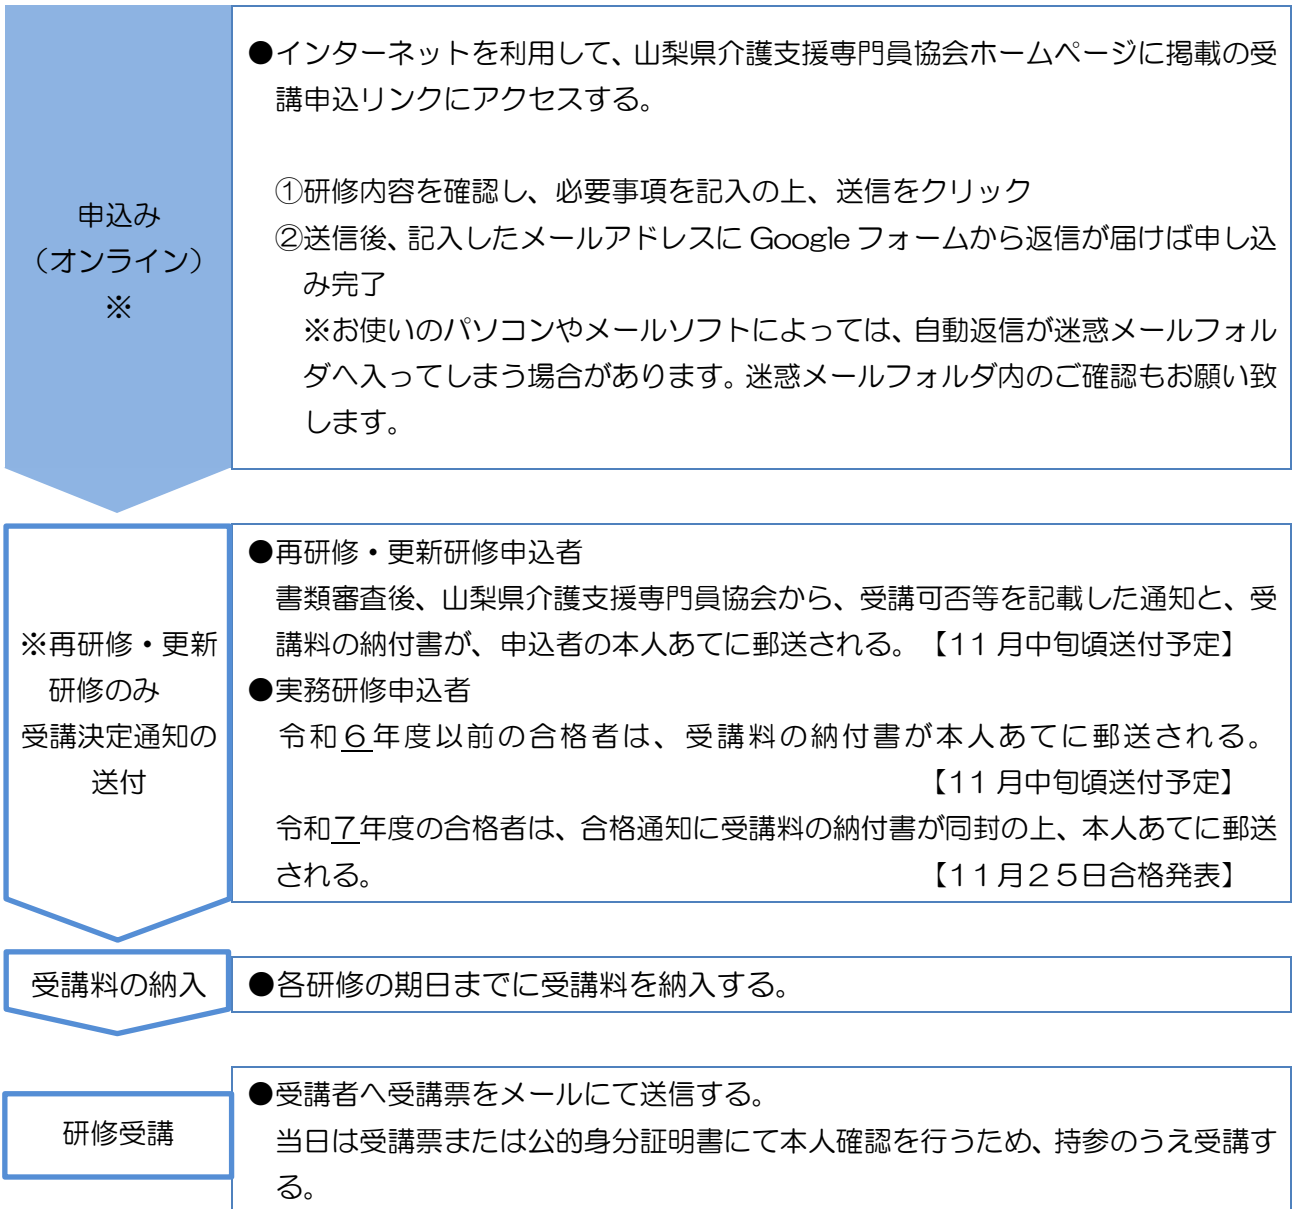 申込み
（オンライン）
※
●インターネットを利用して、山梨県介護支援専門員協会ホームページに掲載の受
講申込リンクにアクセスする。
①研修内容を確認し、必要事項を記入の上、送信をクリック
②送信後、記入したメールアドレスに Google フォームから返信が届けば申し込
み完了
※お使いのパソコンやメールソフトによっては、自動返信が迷惑メールフォル
ダへ入ってしまう場合があります。迷惑メールフォルダ内のご確認もお願い致
します。
※再研修・更新
研修のみ
受講決定通知の
送付
●再研修・更新研修申込者
書類審査後、山梨県介護支援専門員協会から、受講可否等を記載した通知と、受
講料の納付書が、申込者の本人あてに郵送される。【11 月中旬頃送付予定】
●実務研修申込者
令和６年度以前の合格者は、受講料の納付書が本人あてに郵送される。
【11 月中旬頃送付予定】
令和７年度の合格者は、合格通知に受講料の納付書が同封の上、本人あてに郵送
される。 【１１月２５日合格発表】
受講料の納入
●各研修の期日までに受講料を納入する。
研修受講
●受講者へ受講票をメールにて送信する。
当日は受講票または公的身分証明書にて本人確認を行うため、持参のうえ受講す
る。